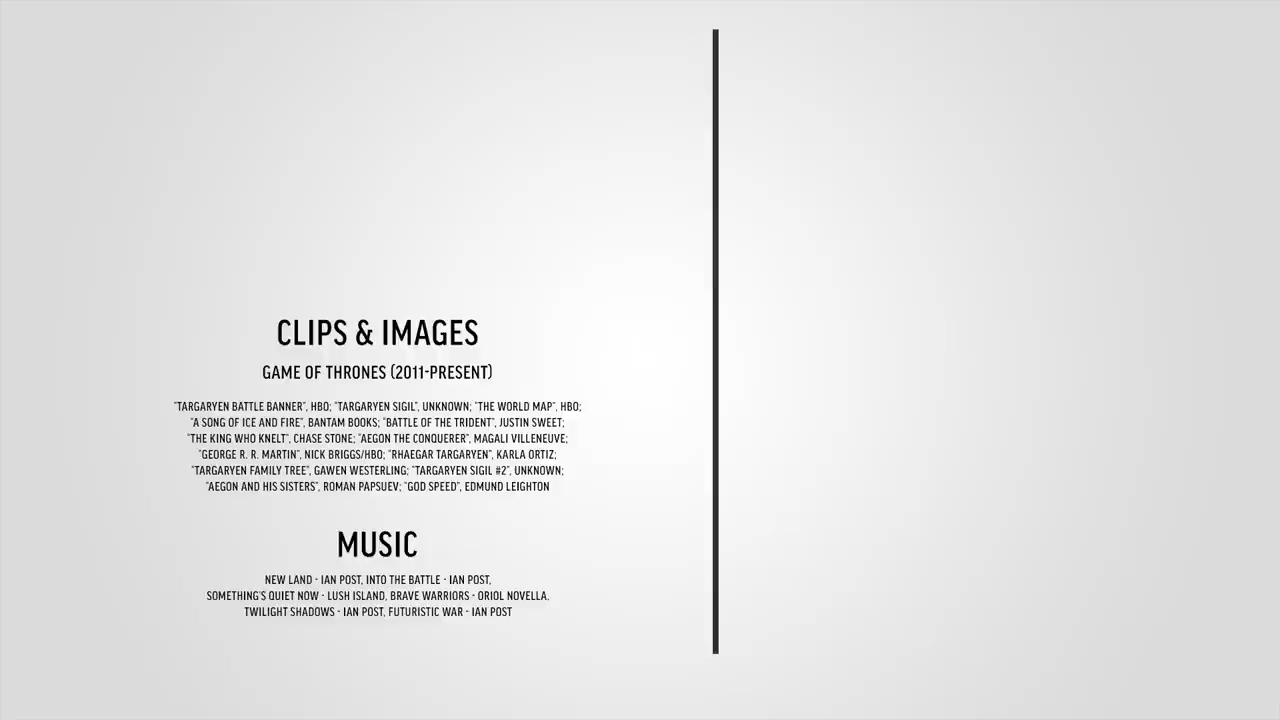 CLIPS & IMAGES
GAME OF THRONES (2011-PRESENT)
"TARGARYEN BATTLE BANNER", HBO; "TARGARYEN SIGIL", UNKNOWN; "THE WORLD MAP", HBO;
"A SONG OF ICE AND FIRE", BANTAM BOOKS; "BATTLE OF THE TRIDENT", JUSTIN SWEET;
"THE KING WHO KNELT", CHASE STONE; "AEGON THE CONQUERER", MAGALI VILLENEUVE;
"GEORGE R. R. MARTIN", NICK BRIGGS/HBO; "RHAEGAR TARGARYEN", KARLA ORTIZ;
"TARGARYEN FAMILY TREE", GAWEN WESTERLING; "TARGARYEN SIGIL #2", UNKNOWN;
"AEGON AND HIS SISTERS", ROMAN PAPSUEV; "GOD SPEED", EDMUND LEIGHTON
MUSIC
NEW LAND - IAN POST, INTO THE BATTLE - IAN POST,
SOMETHING'S QUIET NOW - LUSH ISLAND, BRAVE WARRIORS - ORIOL NOVELLA.
TWILIGHT SHADOWS - IAN POST, FUTURISTIC WAR - IAN POST